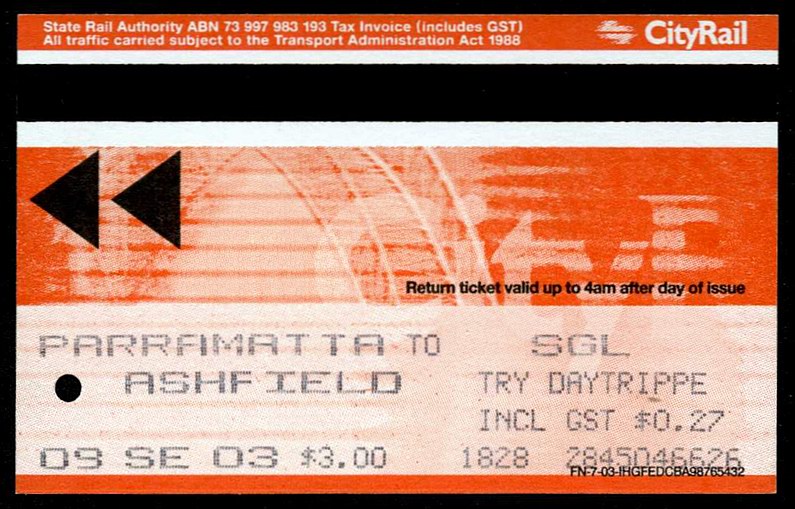 State Rail Authority ABN 73 997 983 193 Tax Invoice (includes GST)
All traffic carried subject to the Transport Administration Act 1988
CityRail
Return ticket valid up to 4am after day of issue
PARRAMATTA TO SGL
ASHFIELD TRY DAYTRIPPE
INCL GST $0.27
09 SE 03 $3.00 1828 2845046626
FN-7-03-IHGFEDCBA98765432